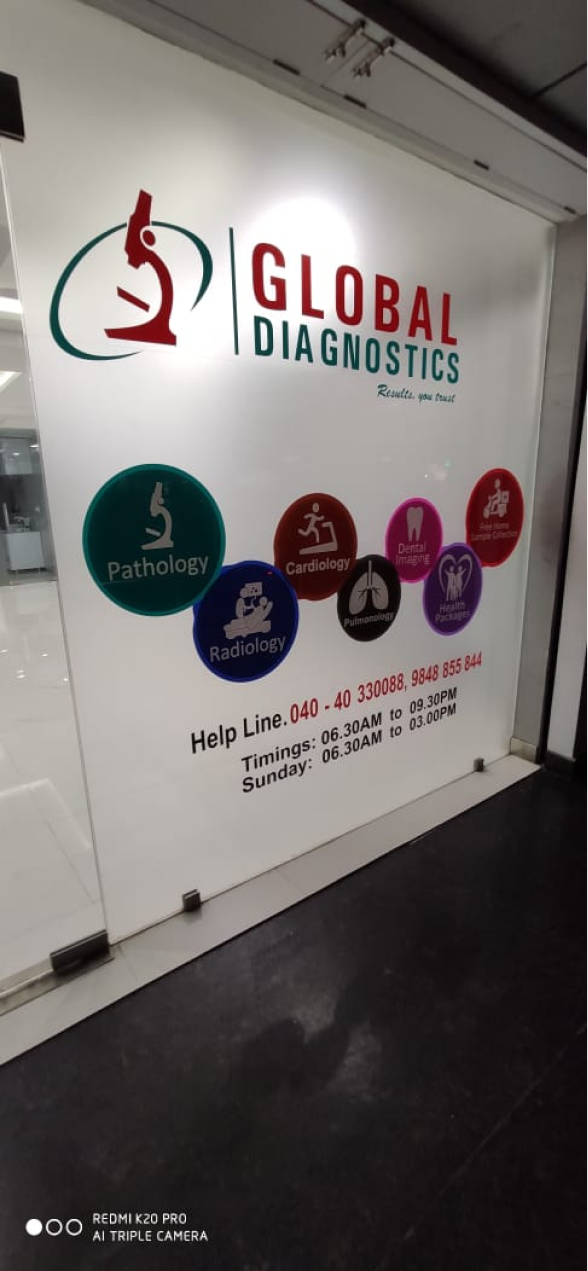 GLOBAL
DIAGNOSTICS
Results, you trust
Pathology
Radiology
Cardiology
Pulmonology
Dental
Imaging
Health
Packages
Free Home
Sample Collection
Help Line. 040 - 40 330088, 9848 855 844
Timings: 06.30AM to 09.30PM
Sunday: 06.30AM to 03.00PM
REDMI K20 PRO
AI TRIPLE CAMERA